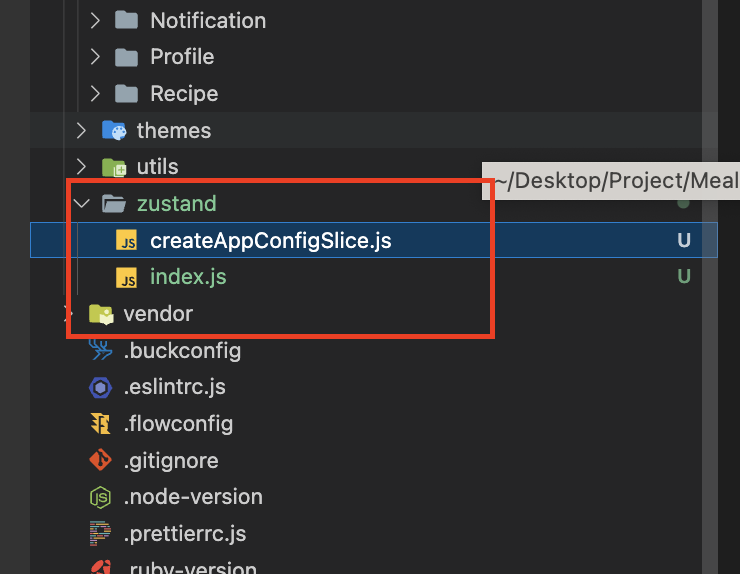 Notification
Profile
Recipe
themes
utils
~/Desktop/Project/Meal
zustand
JS createAppConfigSlice.js U
JS index.js U
vendor
.buckconfig
.eslintrc.js
.flowconfig
.gitignore
JS .node-version
.prettierrc.js
.ruby-version